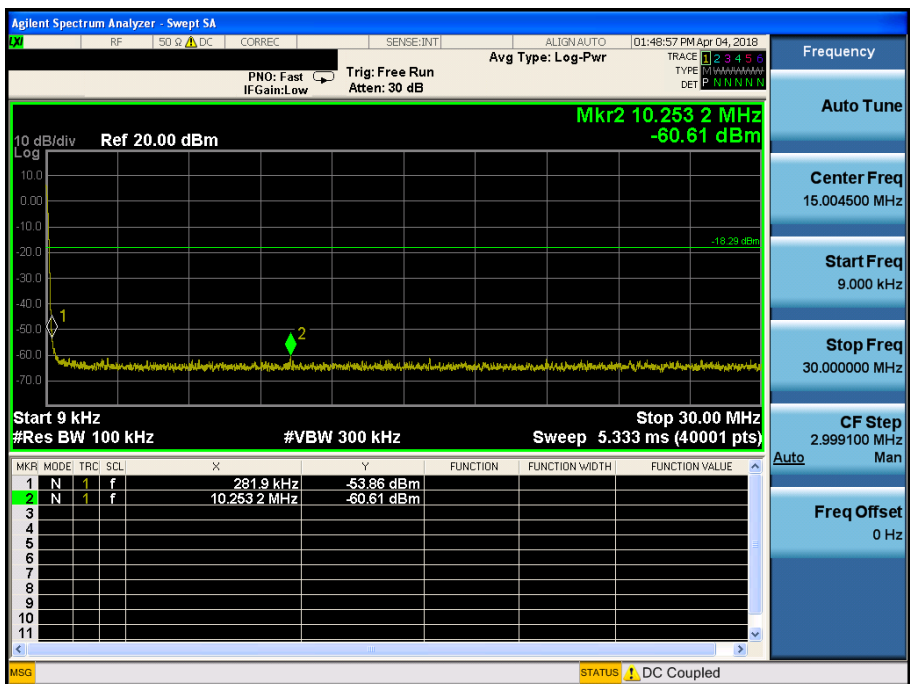 Agilent Spectrum Analyzer - Swept SA
LXI RF 50 Ω DC CORREC SENSE:INT ALIGN AUTO 01:48:57 PM Apr 04, 2018
PNO: Fast Trig: Free Run Avg Type: Log-Pwr TRACE 1 2 3 4 5 6
IFGain:Low Atten: 30 dB TYPE M
DET P N N N N N
Mkr2 10.253 2 MHz
10 dB/div Ref 20.00 dBm -60.61 dBm
Log
10.0
0.00
-10.0
-18.29 dBm
-20.0
-30.0
-40.0
1
-50.0
2
-60.0
-70.0
Start 9 kHz Stop 30.00 MHz
#Res BW 100 kHz #VBW 300 kHz Sweep 5.333 ms (40001 pts)
MKR MODE TRC SCL X Y FUNCTION FUNCTION WIDTH FUNCTION VALUE
1 N 1 f 281.9 kHz -53.86 dBm
2 N 1 f 10.253 2 MHz -60.61 dBm
3
4
5
6
7
8
9
10
11
MSG STATUS DC Coupled
Frequency
Auto Tune
Center Freq
15.004500 MHz
Start Freq
9.000 kHz
Stop Freq
30.000000 MHz
CF Step
2.999100 MHz
Auto Man
Freq Offset
0 Hz